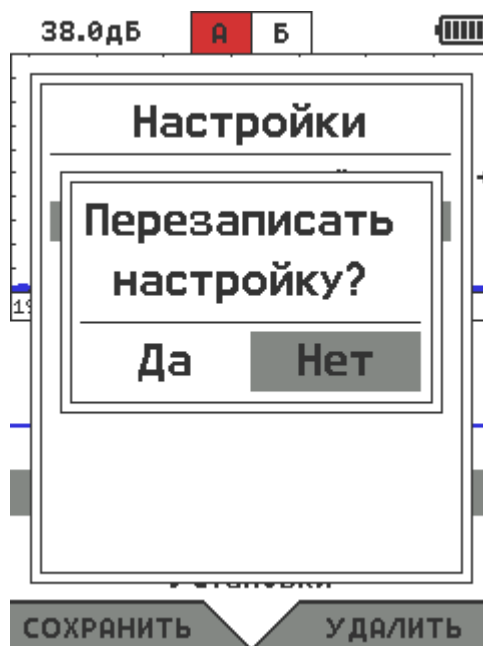 38.0дБ А Б
Настройки
Перезаписать
настройку?
Да Нет
СОХРАНИТЬ УДАЛИТЬ